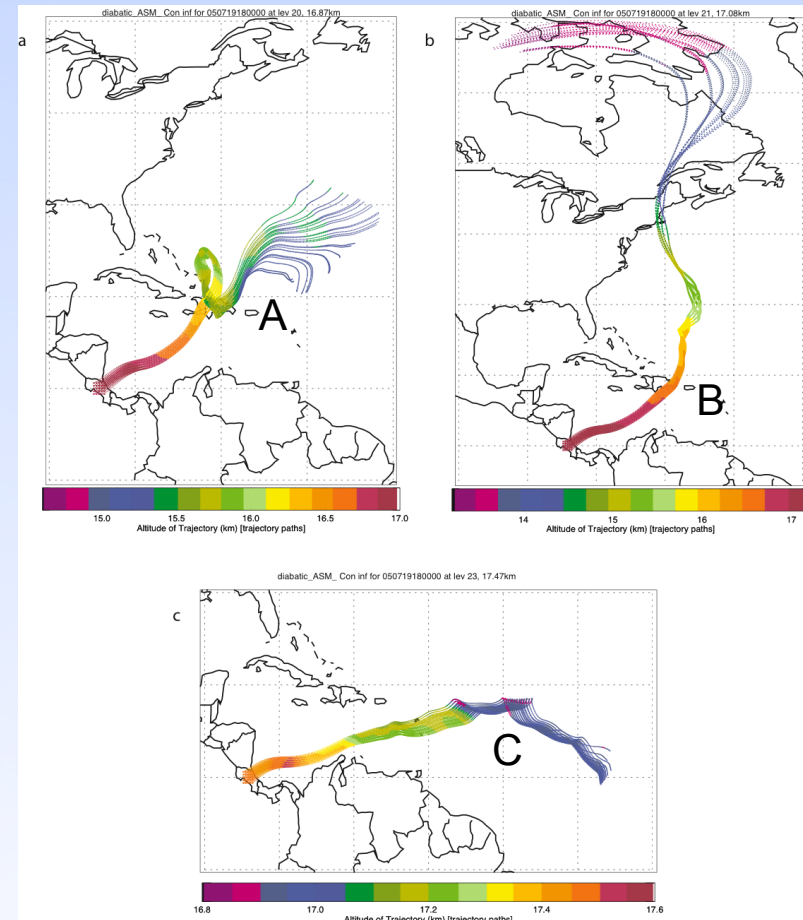 diabatic_ASM_ Con inf for 050719180000 at lev 20, 16.87km
a
A
15.0 15.5 16.0 16.5 17.0
Altitude of Trajectory (km) [trajectory paths]
diabatic_ASM_ Con inf for 050719180000 at lev 21, 17.08km
b
B
14 15 16 17
Altitude of Trajectory (km) [trajectory paths]
diabatic_ASM_ Con inf for 050719180000 at lev 23, 17.47km
c
C
16.8 17.0 17.2 17.4 17.6
Altitude of Trajectory (km) [trajectory paths]